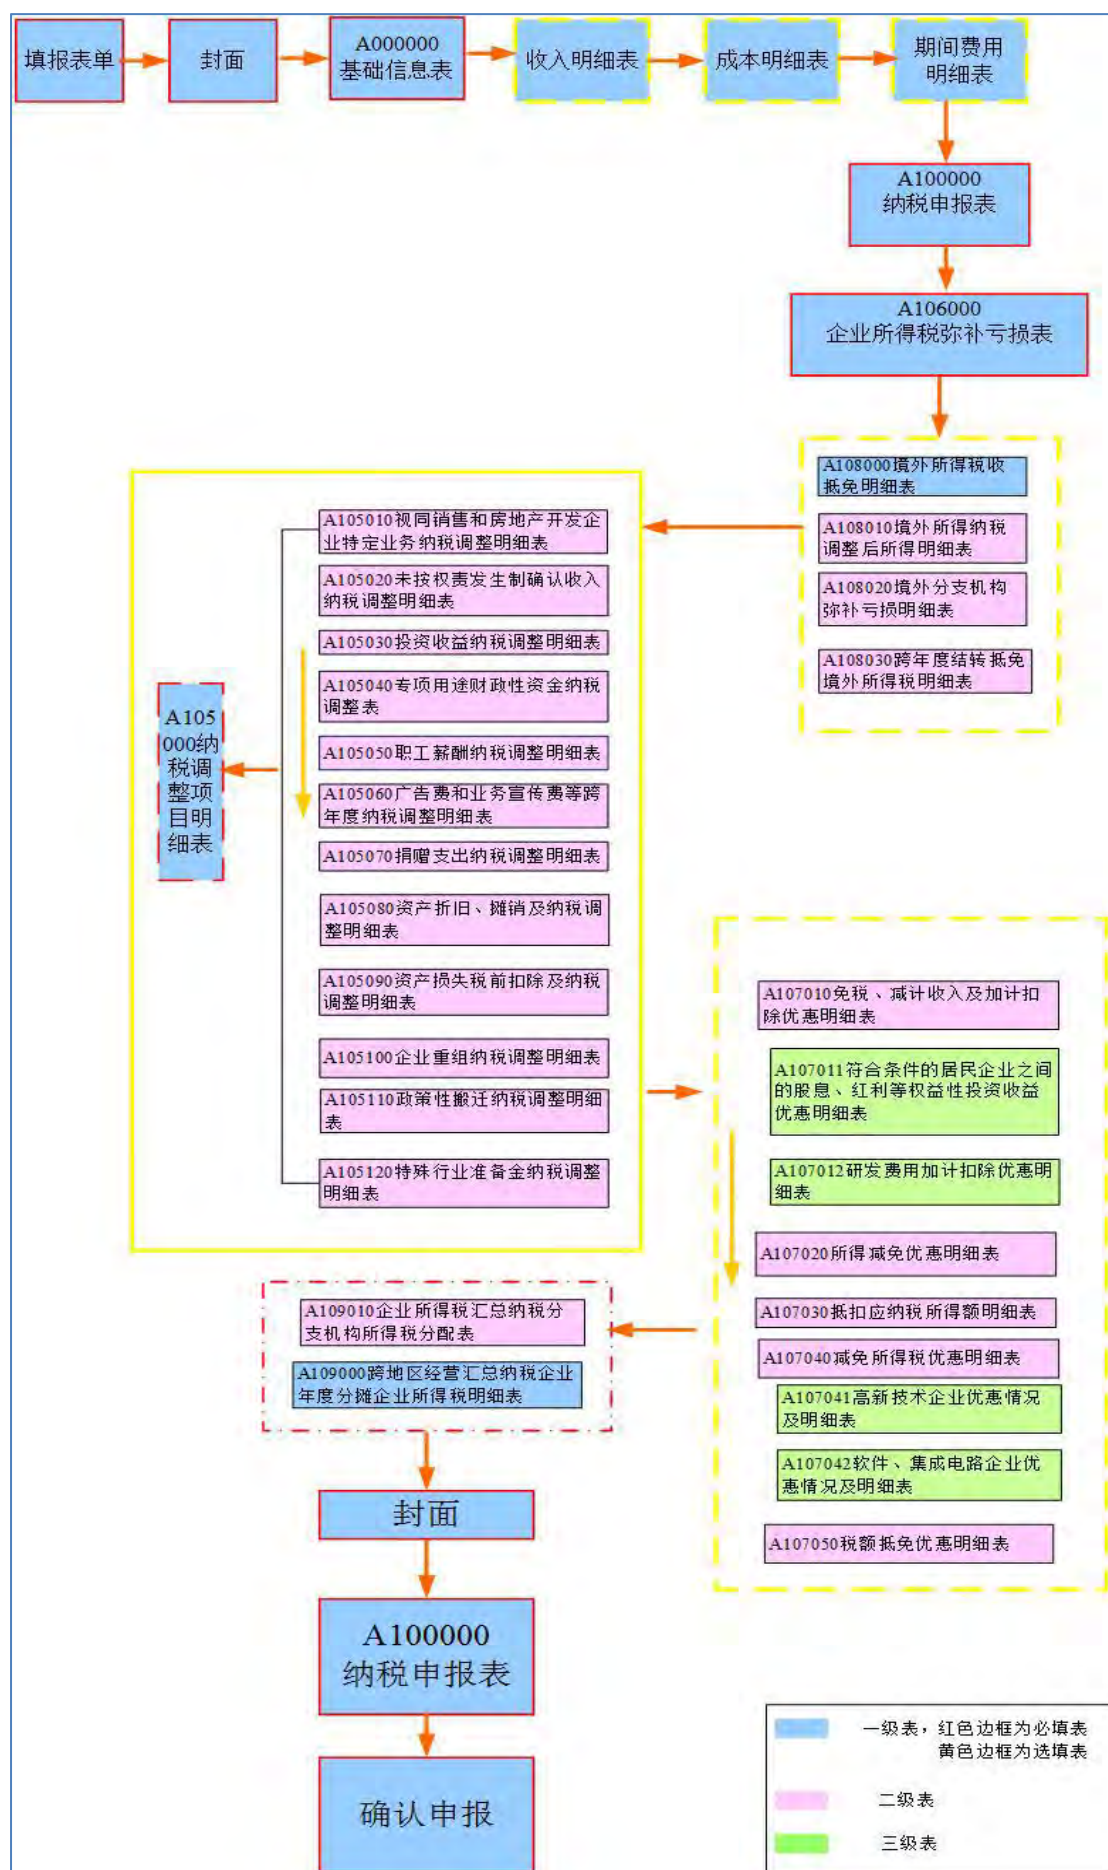 填报表单
封面
A000000
基础信息表
收入明细表
成本明细表
期间费用
明细表
A100000
纳税申报表
A106000
企业所得税弥补亏损表
A108000境外所得税收
抵免明细表
A108010境外所得纳税
调整后所得明细表
A108020境外分支机构
弥补亏损明细表
A108030跨年度结转抵免
境外所得税明细表
A105010视同销售和房地产开发企
业特定业务纳税调整明细表
A105020未按权责发生制确认收入
纳税调整明细表
A105030投资收益纳税调整明细表
A105040专项用途财政性资金纳税
调整表
A105050职工薪酬纳税调整明细表
A105060广告费和业务宣传费等跨
年度纳税调整明细表
A105070捐赠支出纳税调整明细表
A105080资产折旧、摊销及纳税调
整明细表
A105090资产损失税前扣除及纳税
调整明细表
A105100企业重组纳税调整明细表
A105110政策性搬迁纳税调整明细
表
A105120特殊行业准备金纳税调整
明细表
A105
000纳
税调
整项
目明
细表
A107010免税、减计收入及加计扣
除优惠明细表
A107011符合条件的居民企业之间
的股息、红利等权益性投资收益
优惠明细表
A107012研发费用加计扣除优惠明
细表
A107020所得减免优惠明细表
A107030抵扣应纳税所得额明细表
A107040减免所得税优惠明细表
A107041高新技术企业优惠情况
及明细表
A107042软件、集成电路企业优
惠情况及明细表
A107050税额抵免优惠明细表
A109010企业所得税汇总纳税分
支机构所得税分配表
A109000跨地区经营汇总纳税企业
年度分摊企业所得税明细表
封面
A100000
纳税申报表
确认申报
一级表，红色边框为必填表
黄色边框为选填表
二级表
三级表